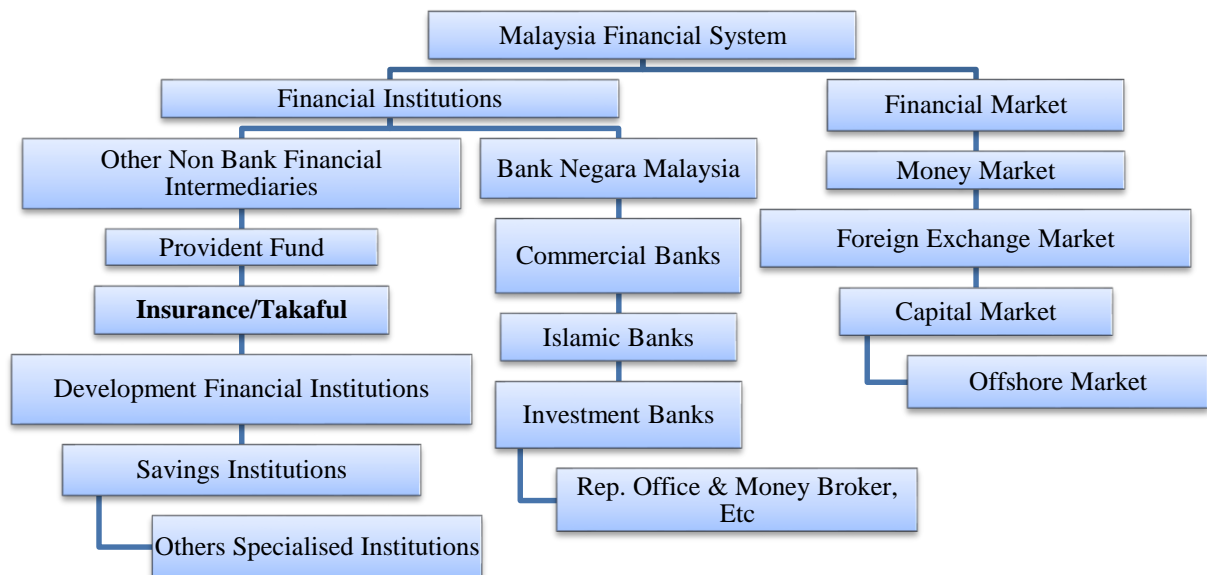 Malaysia Financial System
Financial Institutions
Financial Market
Other Non Bank Financial
Intermediaries
Bank Negara Malaysia
Money Market
Provident Fund
Commercial Banks
Foreign Exchange Market
Insurance/Takaful
Islamic Banks
Capital Market
Development Financial Institutions
Investment Banks
Offshore Market
Savings Institutions
Rep. Office & Money Broker,
Etc
Others Specialised Institutions